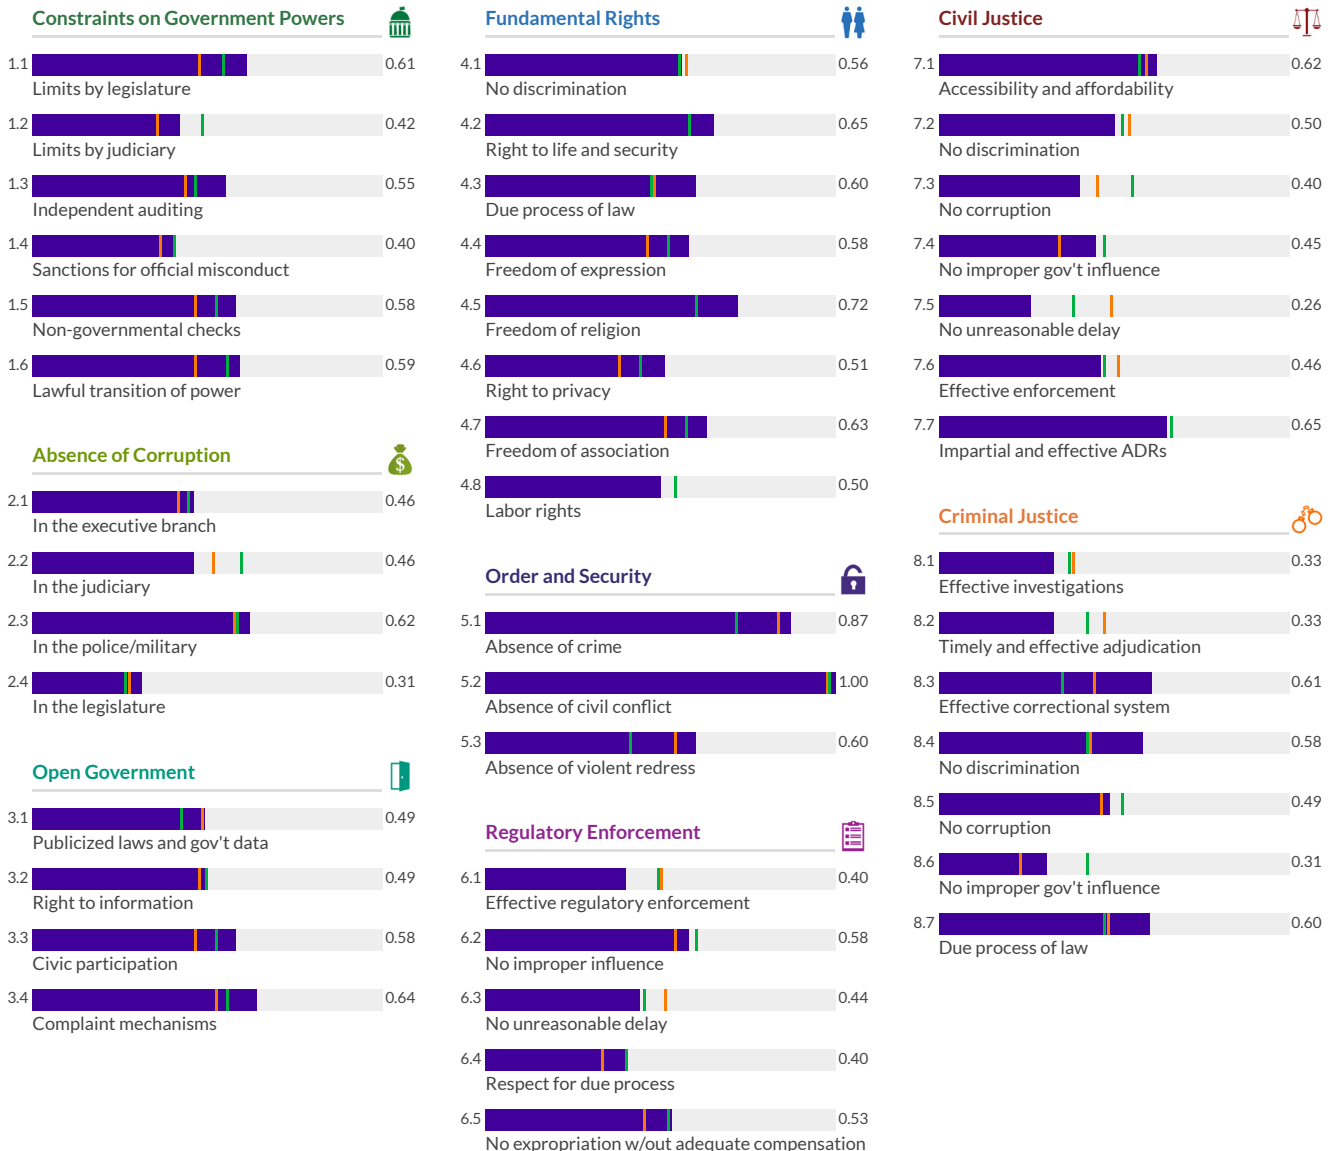 Constraints on Government Powers
1.1 0.61
Limits by legislature
1.2 0.42
Limits by judiciary
1.3 0.55
Independent auditing
1.4 0.40
Sanctions for official misconduct
1.5 0.58
Non-governmental checks
1.6 0.59
Lawful transition of power
Absence of Corruption
$
2.1 0.46
In the executive branch
2.2 0.46
In the judiciary
2.3 0.62
In the police/military
2.4 0.31
In the legislature
Open Government
3.1 0.49
Publicized laws and gov't data
3.2 0.49
Right to information
3.3 0.58
Civic participation
3.4 0.64
Complaint mechanisms
Fundamental Rights
4.1 0.56
No discrimination
4.2 0.65
Right to life and security
4.3 0.60
Due process of law
4.4 0.58
Freedom of expression
4.5 0.72
Freedom of religion
4.6 0.51
Right to privacy
4.7 0.63
Freedom of association
4.8 0.50
Labor rights
Order and Security
5.1 0.87
Absence of crime
5.2 1.00
Absence of civil conflict
5.3 0.60
Absence of violent redress
Regulatory Enforcement
6.1 0.40
Effective regulatory enforcement
6.2 0.58
No improper influence
6.3 0.44
No unreasonable delay
6.4 0.40
Respect for due process
6.5 0.53
No expropriation w/out adequate compensation
Civil Justice
7.1 0.62
Accessibility and affordability
7.2 0.50
No discrimination
7.3 0.40
No corruption
7.4 0.45
No improper gov't influence
7.5 0.26
No unreasonable delay
7.6 0.46
Effective enforcement
7.7 0.65
Impartial and effective ADRs
Criminal Justice
8.1 0.33
Effective investigations
8.2 0.33
Timely and effective adjudication
8.3 0.61
Effective correctional system
8.4 0.58
No discrimination
8.5 0.49
No corruption
8.6 0.31
No improper gov't influence
8.7 0.60
Due process of law